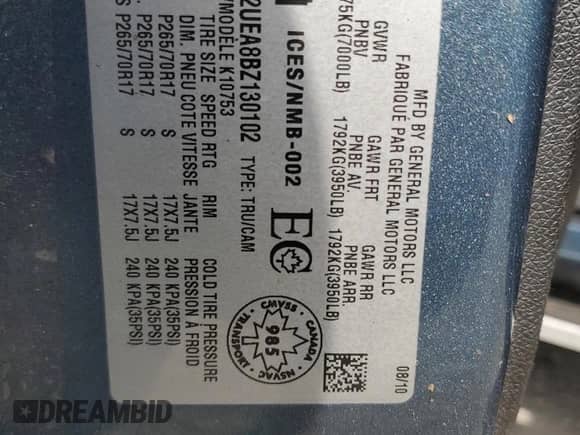 MFD BY GENERAL MOTORS LLC 08/10
FABRIQUÉ PAR GENERAL MOTORS LLC
GVWR GAWR FRT GAWR RR
PNBV PNBE AV. PNBE ARR.
75KG(7000LB) 1792KG(3950LB) 1792KG(3950LB)
ICES/NMB-002
EC
CMVSS CANADA
985
TRANSPORT NSVAC
2UEA8BZ130102 TYPE: TRU/CAM
/MODÈLE K10753
TIRE SIZE SPEED RTG RIM COLD TIRE PRESSURE
DIM. PNEU COTE VITESSE JANTE PRESSION À FROID
P265/70R17 S 17X7.5J 240 KPA(35PSI)
P265/70R17 S 17X7.5J 240 KPA(35PSI)
S P265/70R17 S 17X7.5J 240 KPA(35PSI)
DREAMBID